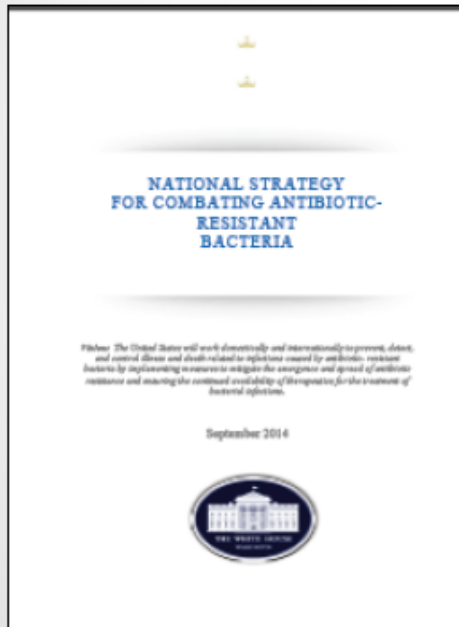 NATIONAL STRATEGY
FOR COMBATING ANTIBIOTIC-
RESISTANT
BACTERIA
Vision: The United States will work domestically and internationally to prevent, detect,
and control illness and death related to infections caused by antibiotic- resistant
bacteria by implementing measures to mitigate the emergence and spread of antibiotic
resistance and ensuring the continued availability of therapeutics for the treatment of
bacterial infections.
September 2014
THE WHITE HOUSE
WASHINGTON